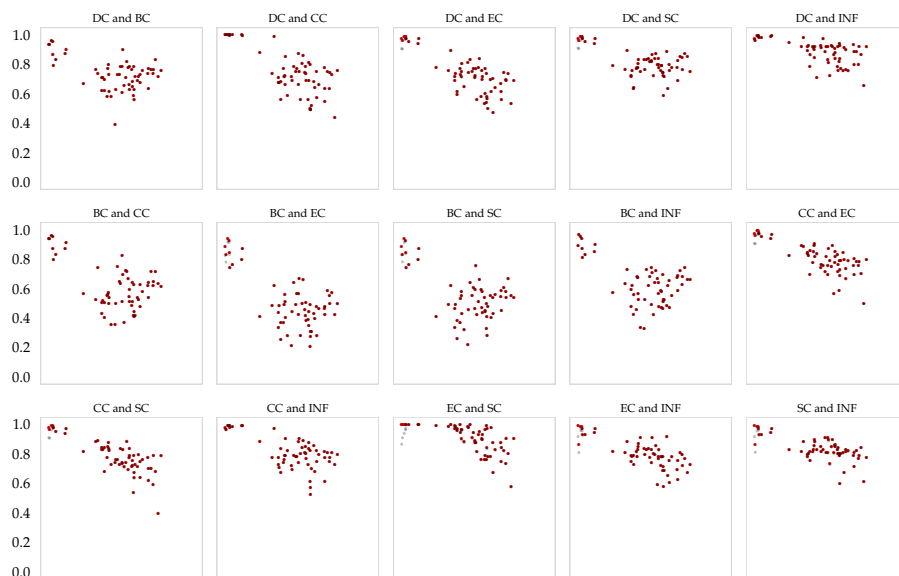 DC and BC
DC and CC
DC and EC
DC and SC
DC and INF
1.0
0.8
0.6
0.4
0.2
0.0
BC and CC
BC and EC
BC and SC
BC and INF
CC and EC
1.0
0.8
0.6
0.4
0.2
0.0
CC and SC
CC and INF
EC and SC
EC and INF
SC and INF
1.0
0.8
0.6
0.4
0.2
0.0